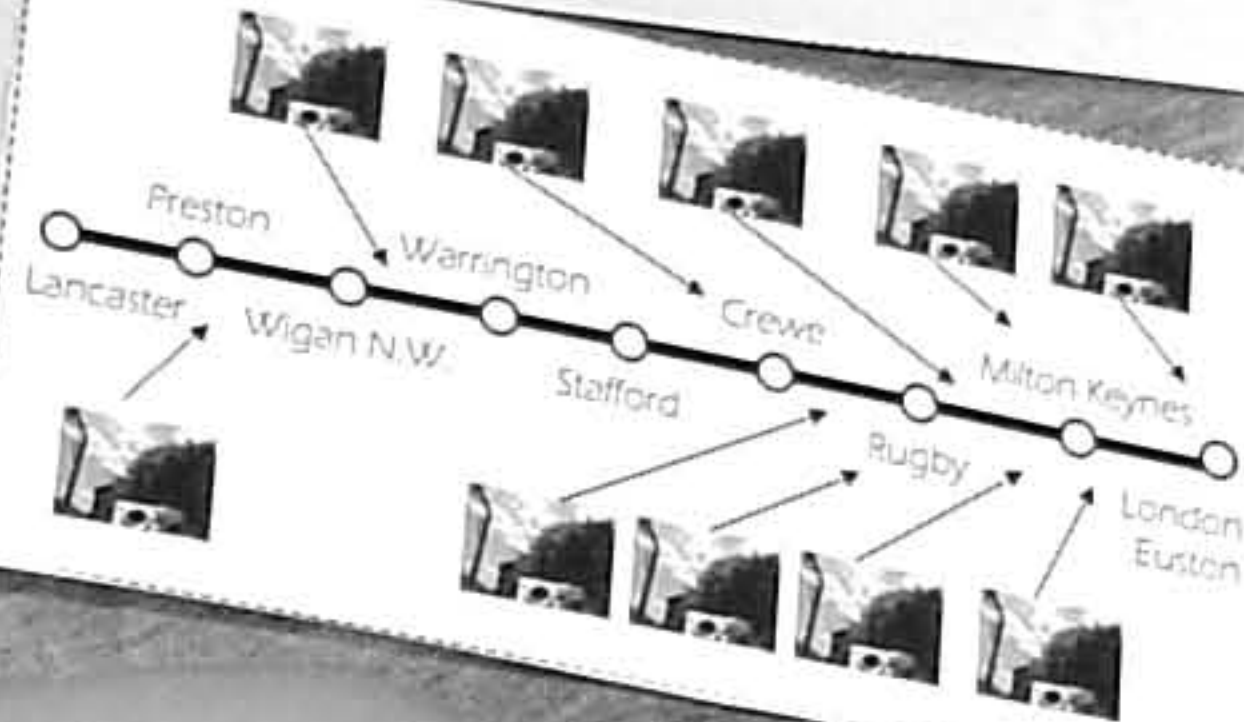 Preston
Lancaster
Warrington
Wigan N.W.
Crewe
Stafford
Milton Keynes
Rugby
London
Euston